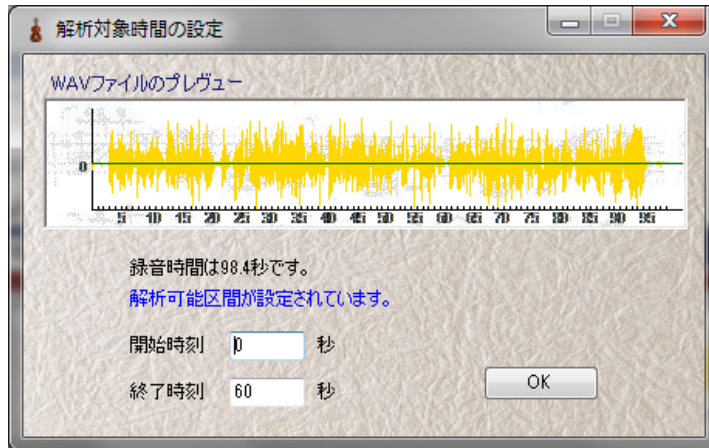 解析対象時間の設定
WAVファイルのプレヴュー
0
5 10 15 20 25 30 35 40 45 50 55 60 65 70 75 80 85 90 95
録音時間は98.4秒です。
解析可能区間が設定されています。
開始時刻 0 秒
終了時刻 60 秒
OK